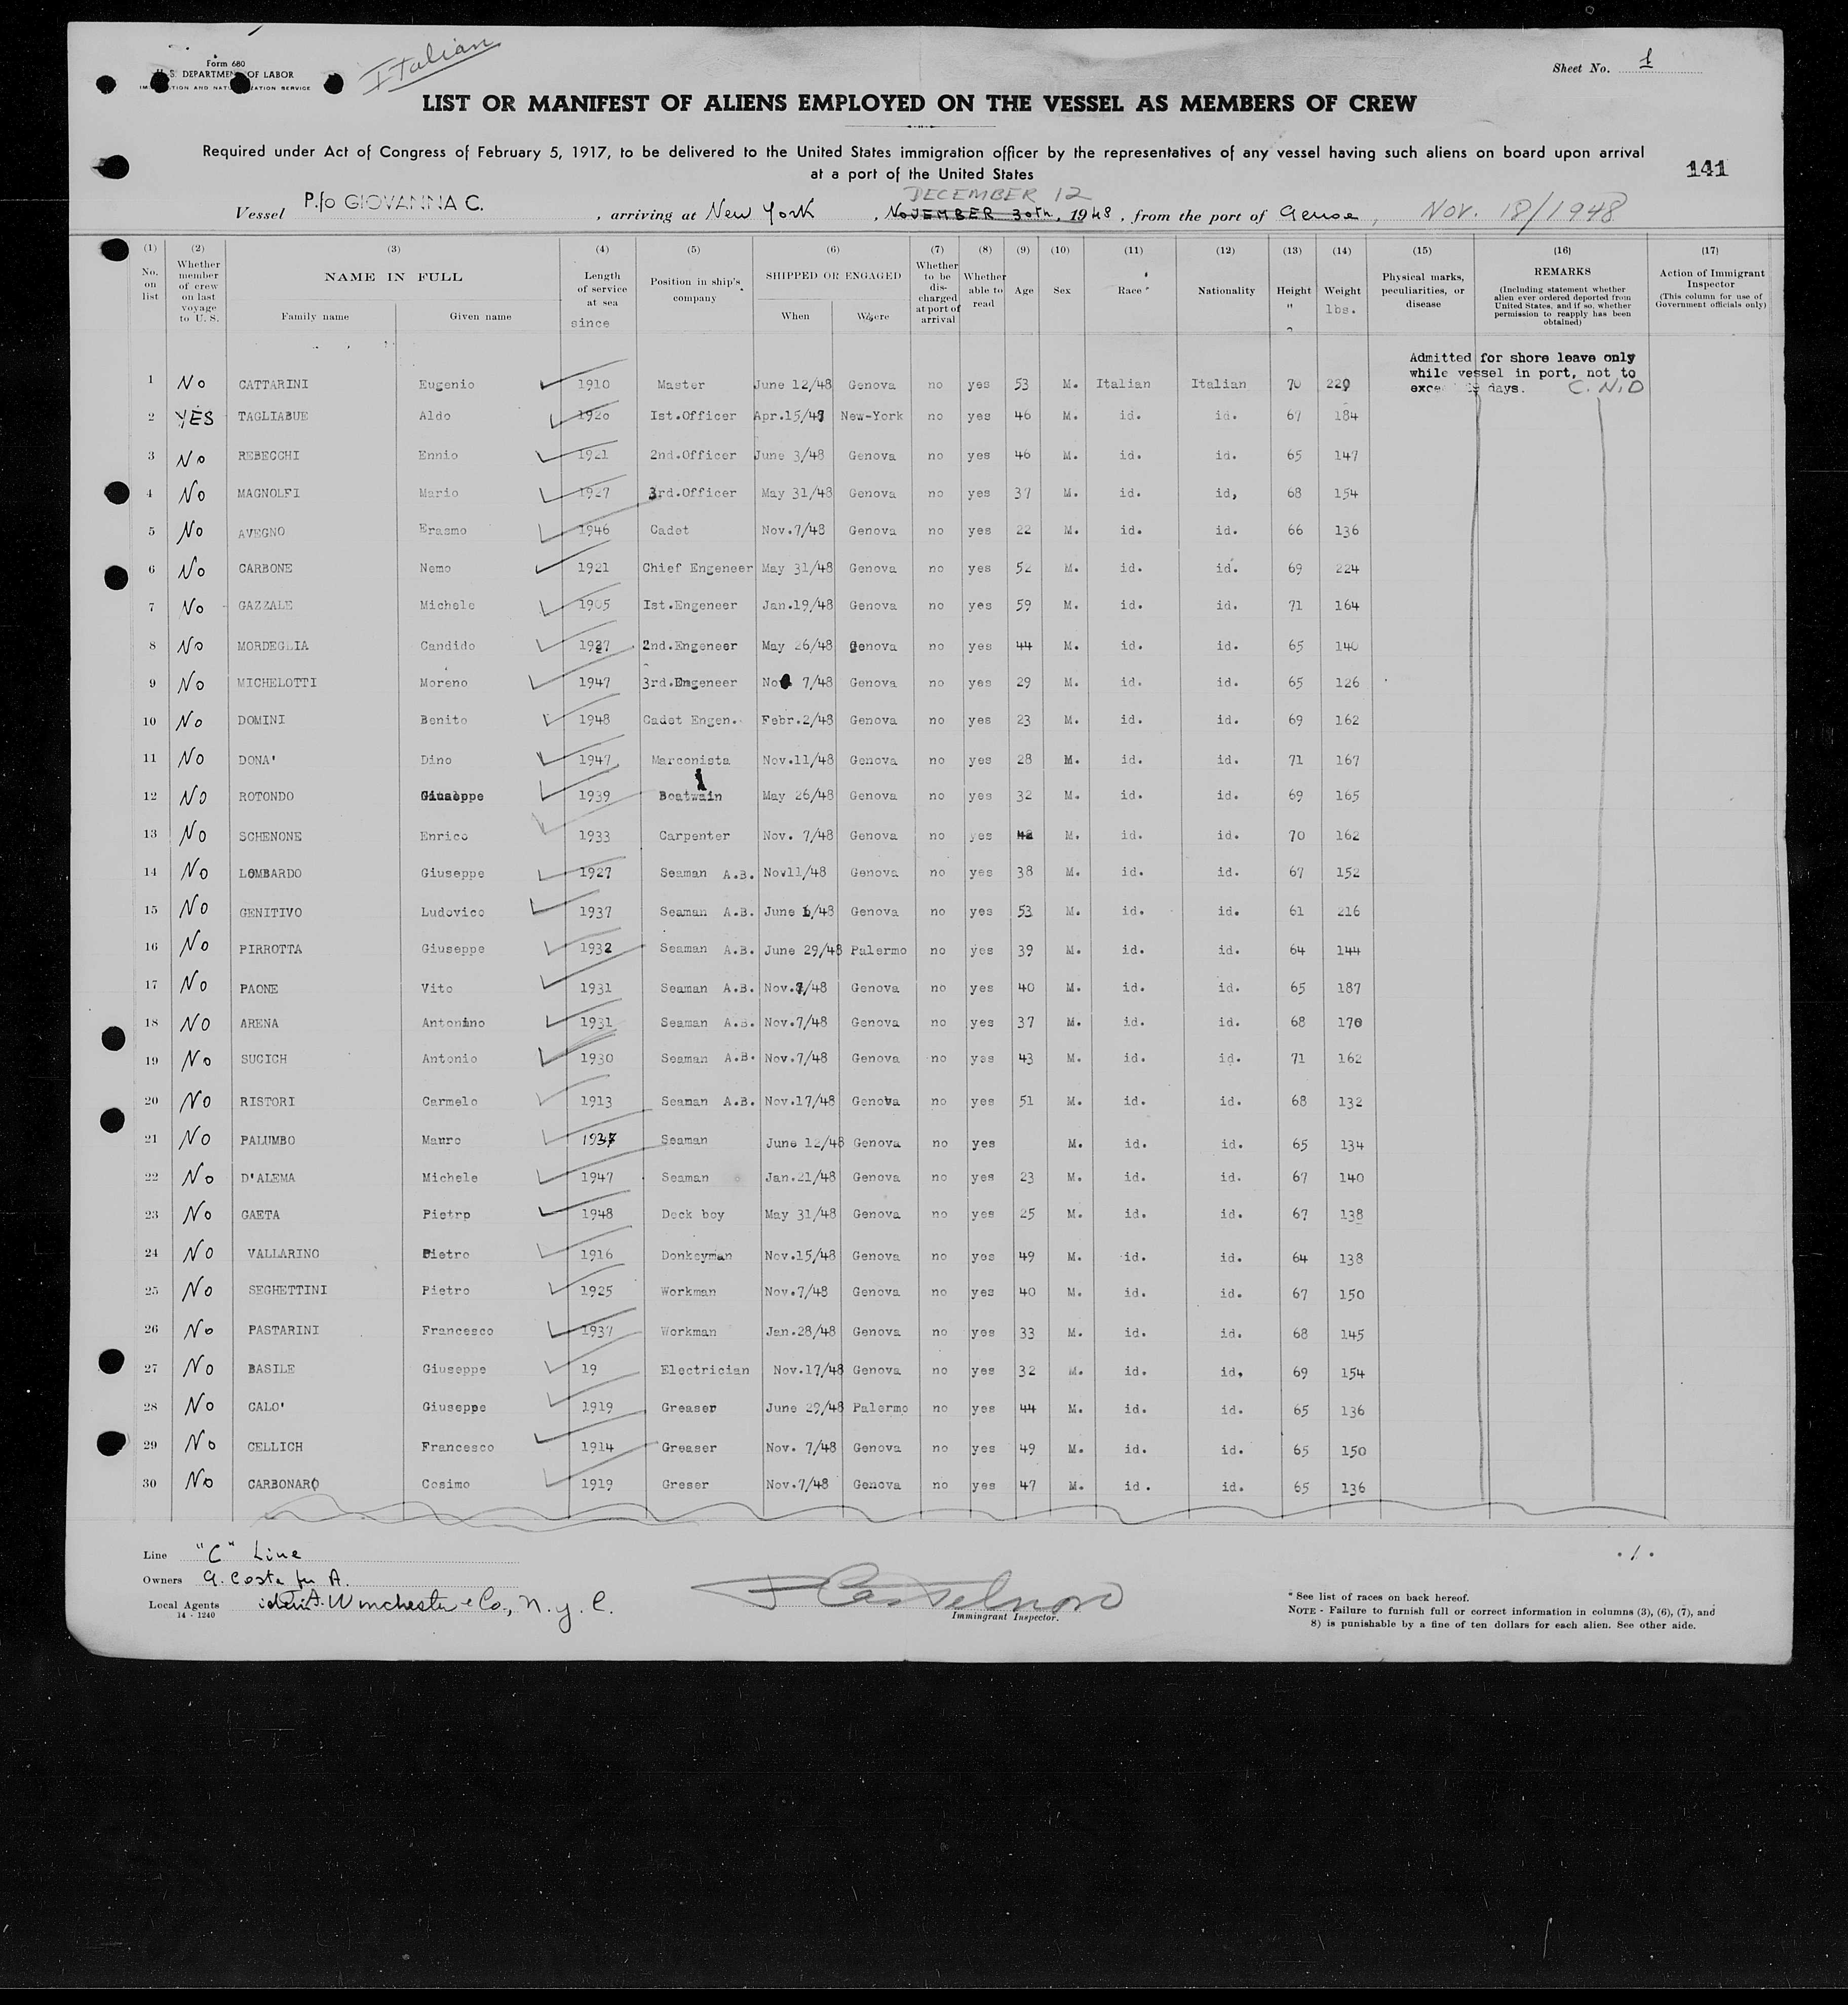 Italian
Form 680
U. S. DEPARTMENT OF LABOR
IMMIGRATION AND NATURALIZATION SERVICE
Sheet No. 1
LIST OR MANIFEST OF ALIENS EMPLOYED ON THE VESSEL AS MEMBERS OF CREW
Required under Act of Congress of February 5, 1917, to be delivered to the United States immigration officer by the representatives of any vessel having such aliens on board upon arrival
at a port of the United States
141
DECEMBER 12
Vessel P.fo GIOVANNA C. , arriving at New York , NOVEMBER 30th, 1948, from the port of Genoa, Nov. 18/1948
(1) (2) (3) (4) (5) (6) (7) (8) (9) (10) (11) (12) (13) (14) (15) (16) (17)
No. on list
Whether member of crew on last voyage to U. S.
NAME IN FULL
Family name Given name
Length of service at sea
since
Position in ship's company
SHIPPED OR ENGAGED
When Where
Whether to be discharged at port of arrival
Whether able to read
Age
Sex
Race *
Nationality
Height
Weight
lbs.
Physical marks, peculiarities, or disease
REMARKS
(Including statement whether alien ever ordered deported from United States, and if so, whether permission to reapply has been obtained)
Action of Immigrant Inspector
(This column for use of Government officials only)
Admitted for shore leave only
while vessel in port, not to
days. C.N.D
1 No CATTARINI Eugenio 1910 Master June 12/48 Genova no yes 53 M. Italian Italian 70 220
2 YES TAGLIABUE Aldo 1920 Ist.Officer Apr.15/48 New-York no yes 46 M. id. id. 67 184
3 No REBECCHI Ennio 1921 2nd.Officer June 3/48 Genova no yes 46 M. id. id. 65 147
4 No MAGNOLFI Mario 1927 3rd.Officer May 31/48 Genova no yes 37 M. id. id, 68 154
5 No AVEGNO Erasmo 1946 Cadet Nov.7/48 Genova no yes 22 M. id. id. 66 136
6 No CARBONE Nemo 1921 Chief Engeneer May 31/48 Genova no yes 52 M. id. id. 69 224
7 No GAZZALE Michele 1905 Ist.Engeneer Jan.19/48 Genova no yes 59 M. id. id. 71 164
8 No MORDEGLIA Candido 1927 2nd.Engeneer May 26/48 Genova no yes 44 M. id. id. 65 140
9 No MICHELOTTI Moreno 1947 3rd.Engeneer 7/48 Genova no yes 29 M. id. id. 65 126
10 No DOMINI Benito 1948 Cadet Engen. Febr.2/48 Genova no yes 23 M. id. id. 69 162
11 No DONA' Dino 1947 Marconista Nov.11/48 Genova no yes 28 M. id. id. 71 167
12 No ROTONDO Giuseppe 1939 Boatwain May 26/48 Genova no yes 32 M. id. id. 69 165
13 No SCHENONE Enrico 1933 Carpenter Nov. 7/48 Genova no yes 42 M. id. id. 70 162
14 No LOMBARDO Giuseppe 1927 Seaman A.B. Nov11/48 Genova no yes 38 M. id. id. 67 152
15 No GENITIVO Ludovico 1937 Seaman A.B. June /48 Genova no yes 53 M. id. id. 61 216
16 No PIRROTTA Giuseppe 1932 Seaman A.B. June 29/48 Palermo no yes 39 M. id. id. 64 144
17 No PAONE Vito 1931 Seaman A.B. Nov.7/48 Genova no yes 40 M. id. id. 65 187
18 No ARENA Antonino 1931 Seaman A.B. Nov.7/48 Genova no yes 37 M. id. id. 68 170
19 No SUCICH Antonio 1930 Seaman A.B. Nov.7/48 Genova no yes 43 M. id. id. 71 162
20 No RISTORI Carmelo 1913 Seaman A.B. Nov.17/48 Genova no yes 51 M. id. id. 68 132
21 No PALUMBO Mauro 1937 Seaman June 12/48 Genova no yes M. id. id. 65 134
22 No D'ALEMA Michele 1947 Seaman Jan.21/48 Genova no yes 23 M. id. id. 67 140
23 No GAETA Pietrp 1948 Deck boy May 31/48 Genova no yes 25 M. id. id. 67 138
24 No VALLARINO Pietro 1916 Donkeyman Nov.15/48 Genova no yes 49 M. id. id. 64 138
25 No SEGHETTINI Pietro 1925 Workman Nov.7/48 Genova no yes 40 M. id. id. 67 150
26 No PASTARINI Francesco 1937 Workman Jan.28/48 Genova no yes 33 M. id. id. 68 145
27 No BASILE Giuseppe 19 Electrician Nov.17/48 Genova no yes 32 M. id. id, 69 154
28 No CALO' Giuseppe 1919 Greaser June 29/48 Palermo no yes 44 M. id. id. 65 136
29 No CELLICH Francesco 1914 Greaser Nov. 7/48 Genova no yes 49 M. id. id. 65 150
30 No CARBONARO Cosimo 1919 Greser Nov.7/48 Genova no yes 47 M. id. id. 65 136
Line "C" Line
Owners G. Costa fu A.
Local Agents Winchester & Co., N.Y.C.
14 - 1240
Immigrant Inspector.
. 1 .
* See list of races on back hereof.
NOTE - Failure to furnish full or correct information in columns (3), (6), (7), and
8) is punishable by a fine of ten dollars for each alien. See other aide.